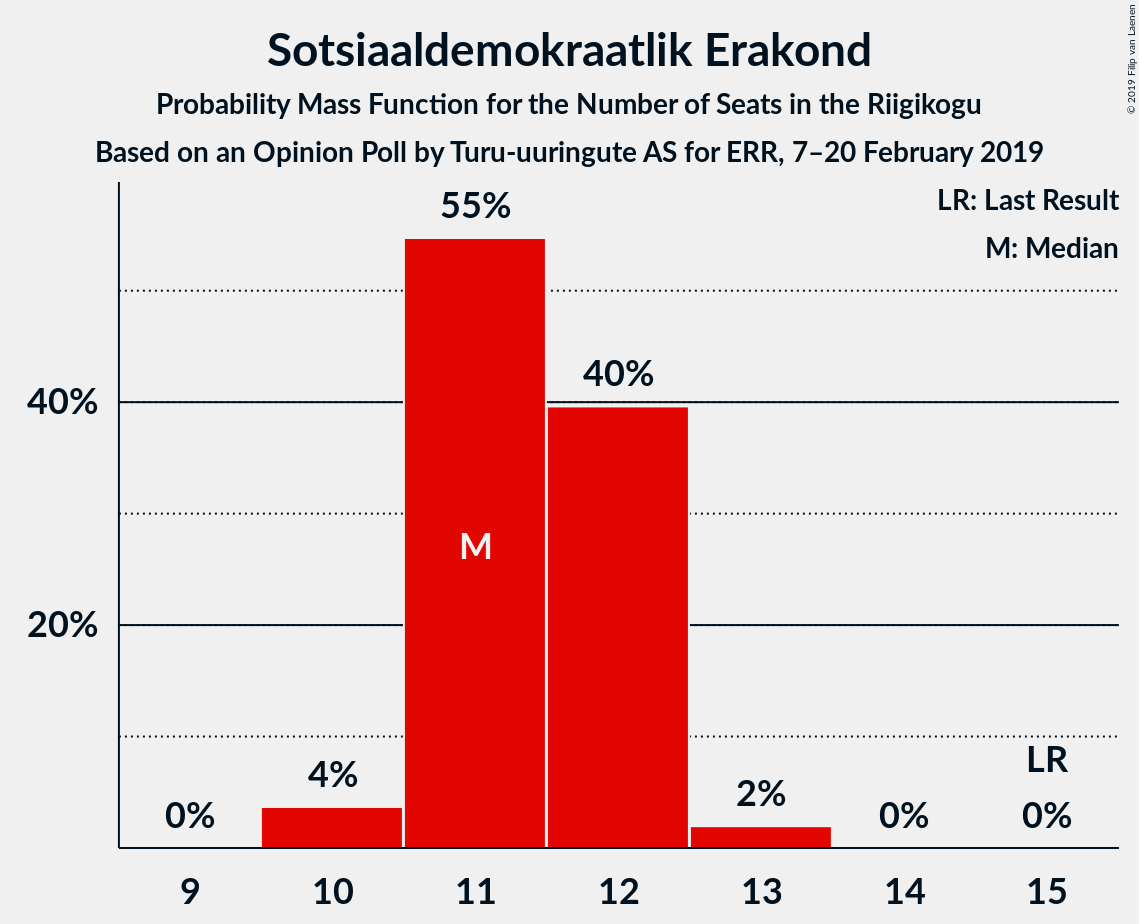 Sotsiaaldemokraatlik Erakond
Probability Mass Function for the Number of Seats in the Riigikogu
Based on an Opinion Poll by Turu-uuringute AS for ERR, 7–20 February 2019
© 2019 Filip van Laenen
LR: Last Result
M: Median
55%
40%
40%
M
20%
LR
0%
4%
2%
0%
0%
9
10
11
12
13
14
15